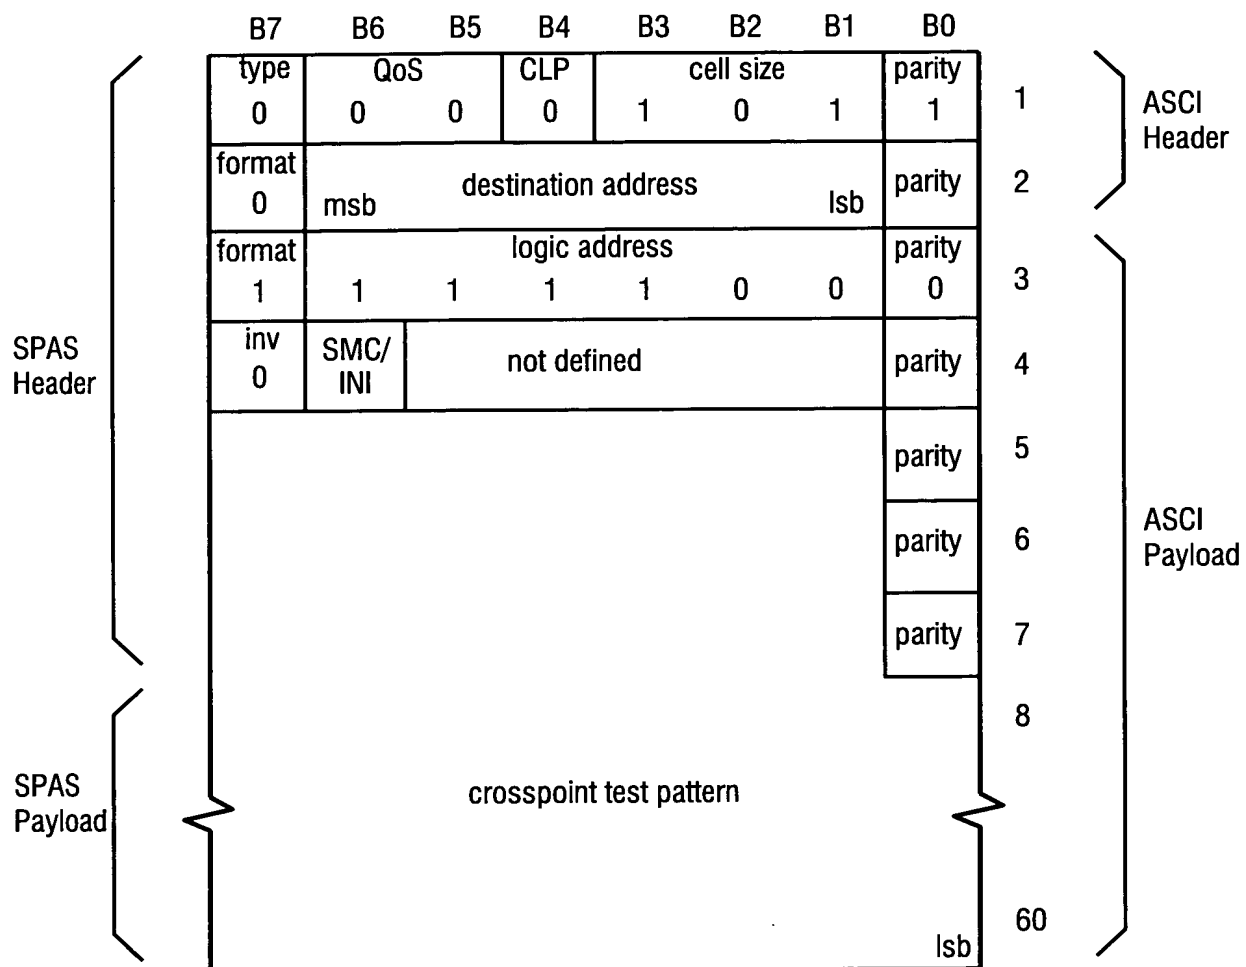 B7 B6 B5 B4 B3 B2 B1 B0
type QoS CLP cell size parity
0 0 0 0 1 0 1 1 1
ASCI
Header
format destination address parity 2
0 msb lsb
format logic address parity
1 1 1 1 1 0 0 0 3
inv SMC/ not defined parity 4
0 INI
SPAS
Header
parity 5
parity 6
parity 7
ASCI
Payload
8
SPAS
Payload
crosspoint test pattern
60
lsb